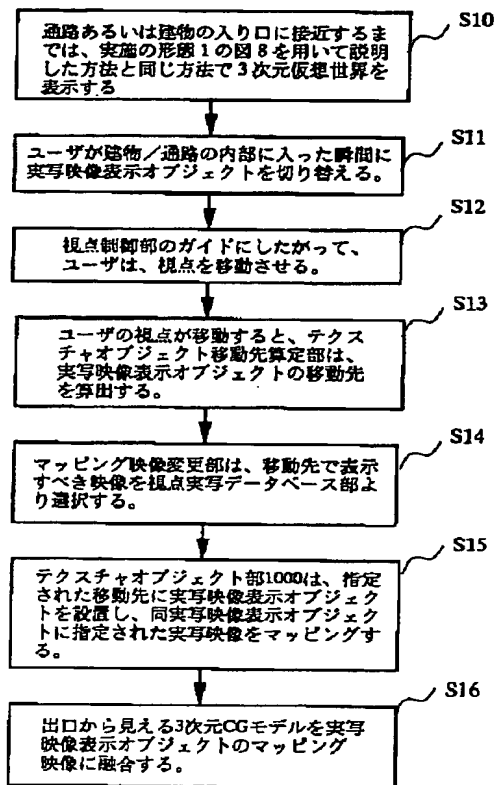 S10
通路あるいは建物の入り口に接近するま
では、実施の形態1の図8を用いて説明
した方法と同じ方法で3次元仮想世界を
表示する
S11
ユーザが建物／通路の内部に入った瞬間に
実写映像表示オブジェクトを切り替える。
S12
視点制御部のガイドにしたがって、
ユーザは、視点を移動させる。
S13
ユーザの視点が移動すると、テクス
チャオブジェクト移動先算定部は、
実写映像表示オブジェクトの移動先
を算出する。
S14
マッピング映像変更部は、移動先で表示
すべき映像を視点実写データベース部よ
り選択する。
S15
テクスチャオブジェクト部1000は、指定
された移動先に実写映像表示オブジェク
トを設置し、同実写映像表示オブジェク
トに指定された実写映像をマッピングす
る。
S16
出口から見える3次元CGモデルを実写
映像表示オブジェクトのマッピング
映像に融合する。